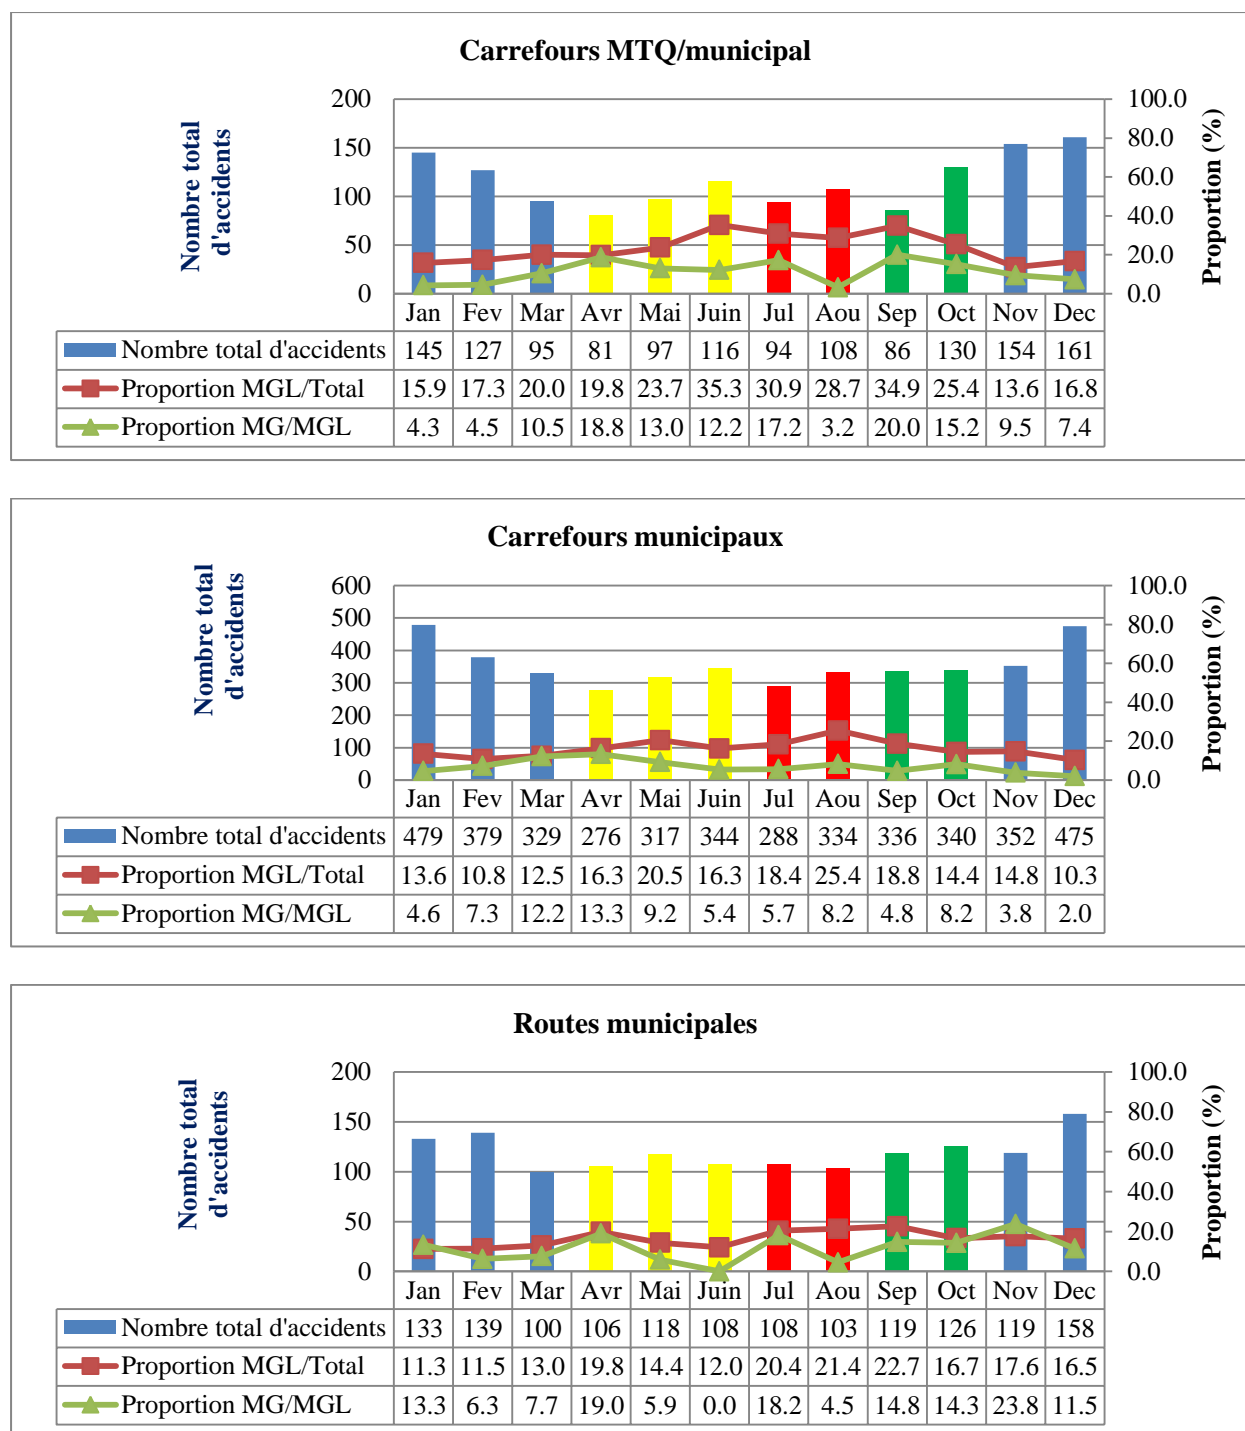 Carrefours MTQ/municipal
Nombre total
d'accidents
Proportion (%)
200
150
100
50
0
100.0
80.0
60.0
40.0
20.0
0.0
Jan Fev Mar Avr Mai Juin Jul Aou Sep Oct Nov Dec
Nombre total d'accidents 145 127 95 81 97 116 94 108 86 130 154 161
Proportion MGL/Total 15.9 17.3 20.0 19.8 23.7 35.3 30.9 28.7 34.9 25.4 13.6 16.8
Proportion MG/MGL 4.3 4.5 10.5 18.8 13.0 12.2 17.2 3.2 20.0 15.2 9.5 7.4
Carrefours municipaux
Nombre total
d'accidents
Proportion (%)
600
500
400
300
200
100
0
100.0
80.0
60.0
40.0
20.0
0.0
Jan Fev Mar Avr Mai Juin Jul Aou Sep Oct Nov Dec
Nombre total d'accidents 479 379 329 276 317 344 288 334 336 340 352 475
Proportion MGL/Total 13.6 10.8 12.5 16.3 20.5 16.3 18.4 25.4 18.8 14.4 14.8 10.3
Proportion MG/MGL 4.6 7.3 12.2 13.3 9.2 5.4 5.7 8.2 4.8 8.2 3.8 2.0
Routes municipales
Nombre total
d'accidents
Proportion (%)
200
150
100
50
0
100.0
80.0
60.0
40.0
20.0
0.0
Jan Fev Mar Avr Mai Juin Jul Aou Sep Oct Nov Dec
Nombre total d'accidents 133 139 100 106 118 108 108 103 119 126 119 158
Proportion MGL/Total 11.3 11.5 13.0 19.8 14.4 12.0 20.4 21.4 22.7 16.7 17.6 16.5
Proportion MG/MGL 13.3 6.3 7.7 19.0 5.9 0.0 18.2 4.5 14.8 14.3 23.8 11.5